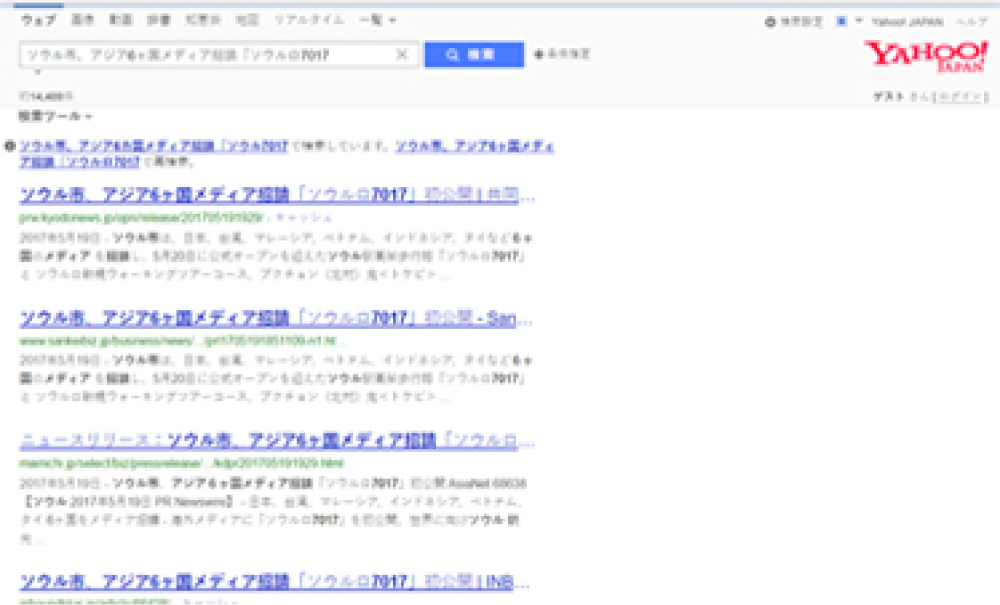 ウェブ 画像 動画 辞書 知恵袋 地図 リアルタイム 一覧
検索設定 Yahoo! JAPAN ヘルプ
ソウル市、アジア6ヶ国メディア招請「ソウルロ7017 検索 条件指定
YAHOO! JAPAN
約14,400件
ゲスト さん [ログイン]
検索ツール
ソウル市、アジア6カ国メディア招請「ソウル7017で検索しています。ソウル市、アジア6ヶ国メディ
ア招請「ソウルロ7017で再検索。
ソウル市、アジア6ヶ国メディア招請「ソウルロ7017」初公開 | 共同...
prw.kyodonews.jp/opn/release/201705191929/ - キャッシュ
2017年5月19日 - ソウル市は、日本、台湾、マレーシア、ベトナム、インドネシア、タイなど6ヶ
国のメディア を招請し、5月20日に公式オープンを迎えたソウル駅高架歩行路「ソウルロ7017」
と ソウルロ新規ウォーキングツアーコース、
ソウル市、アジア6ヶ国メディア招請「ソウルロ7017」初公開 - San...
www.sankeibiz.jp/business/news/.../prl1705191851109-n1.ht...
2017年5月19日 - ソウル市は、日本、台湾、マレーシア、ベトナム、インドネシア、タイなど6ヶ
国のメディア を招請し、5月20日に公式オープンを迎えたソウル駅高架歩行路「ソウルロ7017」
と ソウルロ新規ウォーキングツアーコース、
ニュースリリース：ソウル市、アジア6ヶ国メディア招請「ソウルロ...
2017年5月19日 - ソウル市、アジア6ヶ国メディア招請「ソウルロ7017」初公開 AsiaNet 68638
【ソウル 2017年5月19日 PR Newswire】 - 日本、台湾、マレーシア、インドネシア、ベトナム、
タイ6ヶ国をメディア招請 - 海外メディアに「ソウルロ7017」を初公開、世界に向けソウル 観
光 ...
ソウル市、アジア6ヶ国メディア招請「ソウルロ7017」初公開 | INB...